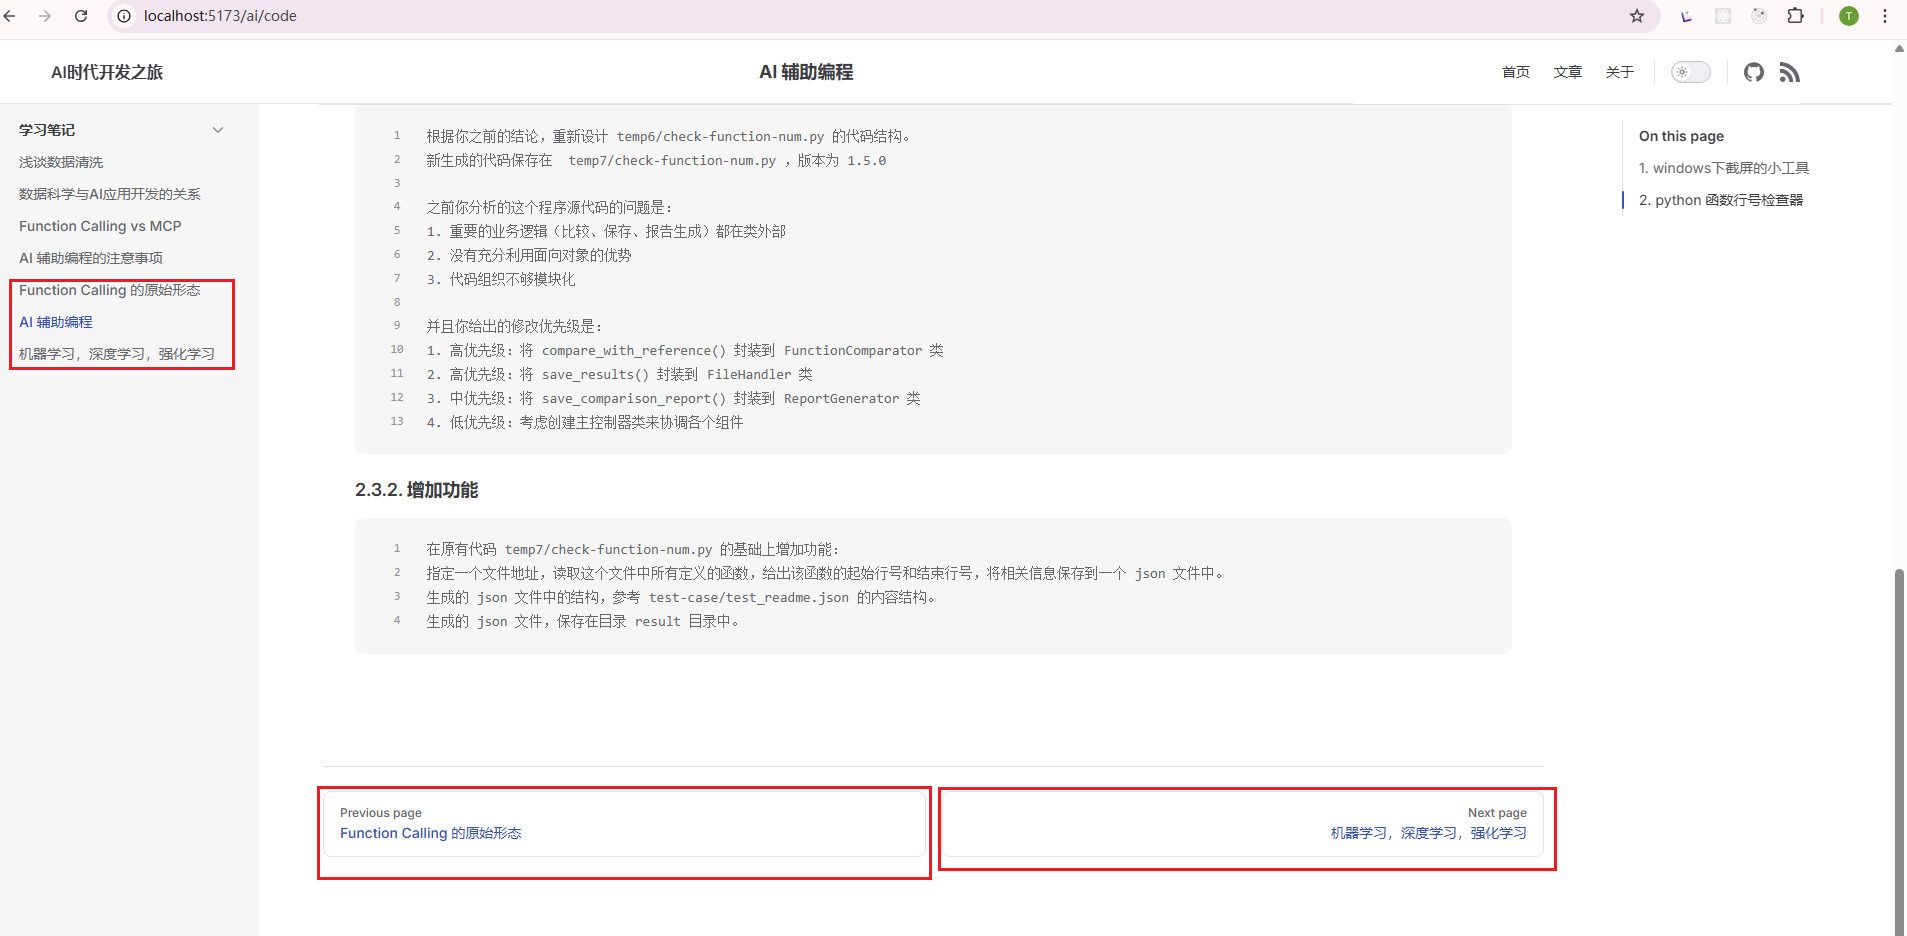 localhost:5173/ai/code
T
AI时代开发之旅
AI 辅助编程
首页
文章
关于
学习笔记
浅谈数据清洗
数据科学与AI应用开发的关系
Function Calling vs MCP
AI 辅助编程的注意事项
Function Calling 的原始形态
AI 辅助编程
机器学习，深度学习，强化学习
1 根据你之前的结论，重新设计 temp6/check-function-num.py 的代码结构。
2 新生成的代码保存在  temp7/check-function-num.py ，版本为 1.5.0
3
4 之前你分析的这个程序源代码的问题是：
5 1. 重要的业务逻辑（比较、保存、报告生成）都在类外部
6 2. 没有充分利用面向对象的优势
7 3. 代码组织不够模块化
8
9 并且你给出的修改优先级是：
10 1. 高优先级：将 compare_with_reference() 封装到 FunctionComparator 类
11 2. 高优先级：将 save_results() 封装到 FileHandler 类
12 3. 中优先级：将 save_comparison_report() 封装到 ReportGenerator 类
13 4. 低优先级：考虑创建主控制器类来协调各个组件
2.3.2. 增加功能
1 在原有代码 temp7/check-function-num.py 的基础上增加功能：
2 指定一个文件地址，读取这个文件中所有定义的函数，给出该函数的起始行号和结束行号，将相关信息保存到一个 json 文件中。
3 生成的 json 文件中的结构，参考 test-case/test_readme.json 的内容结构。
4 生成的 json 文件，保存在目录 result 目录中。
Previous page
Function Calling 的原始形态
Next page
机器学习，深度学习，强化学习
On this page
1. windows下截屏的小工具
2. python 函数行号检查器